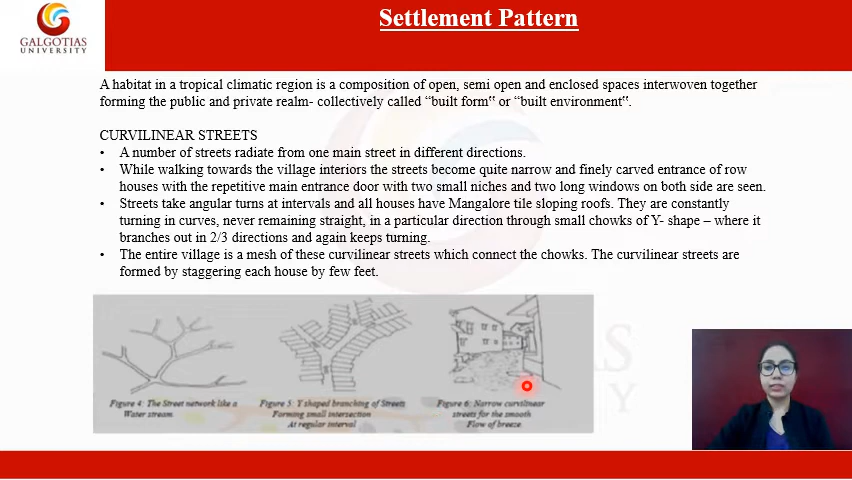 GALGOTIAS
UNIVERSITY
Settlement Pattern
A habitat in a tropical climatic region is a composition of open, semi open and enclosed spaces interwoven together
forming the public and private realm- collectively called “built form‟ or “built environment‟.
CURVILINEAR STREETS
• A number of streets radiate from one main street in different directions.
• While walking towards the village interiors the streets become quite narrow and finely carved entrance of row
houses with the repetitive main entrance door with two small niches and two long windows on both side are seen.
• Streets take angular turns at intervals and all houses have Mangalore tile sloping roofs. They are constantly
turning in curves, never remaining straight, in a particular direction through small chowks of Y- shape – where it
branches out in 2/3 directions and again keeps turning.
• The entire village is a mesh of these curvilinear streets which connect the chowks. The curvilinear streets are
formed by staggering each house by few feet.
Figure 4: The Street network like a
Water stream
Figure 5: Y shaped branching of Streets
Forming small intersection
At regular interval
Figure 6: Narrow curvilinear
streets for the smooth
Flow of breeze